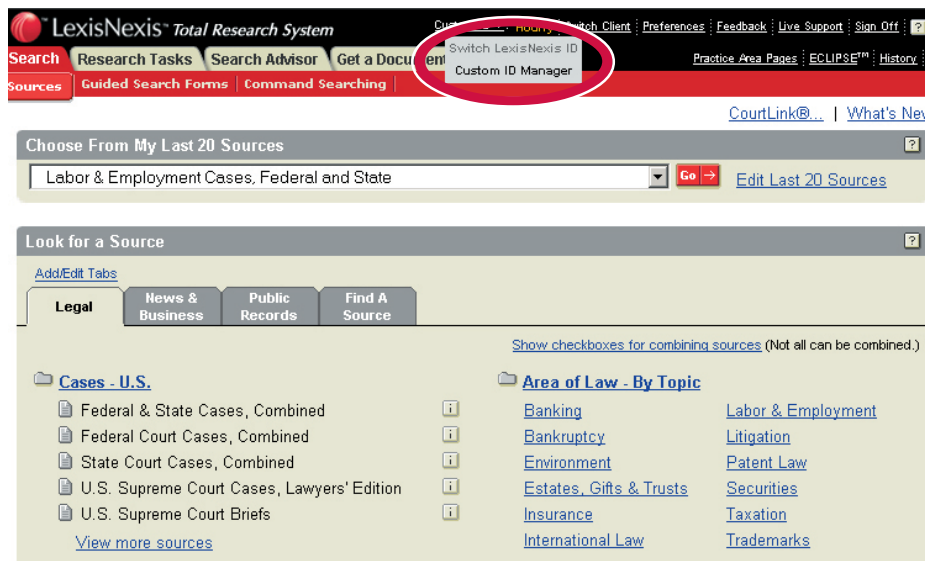 LexisNexis™ Total Research System
Switch Client | Preferences | Feedback | Live Support | Sign Off | ?
Search Research Tasks Search Advisor Get a Document
Switch LexisNexis ID
Custom ID Manager
Practice Area Pages | ECLIPSE™ | History
Sources Guided Search Forms | Command Searching |
CourtLink®... | What's New
Choose From My Last 20 Sources ?
Labor & Employment Cases, Federal and State Go → Edit Last 20 Sources
Look for a Source ?
Add/Edit Tabs
Legal News & Business Public Records Find A Source
Show checkboxes for combining sources (Not all can be combined.)
Cases - U.S. Area of Law - By Topic
Federal & State Cases, Combined i Banking Labor & Employment
Federal Court Cases, Combined i Bankruptcy Litigation
State Court Cases, Combined i Environment Patent Law
U.S. Supreme Court Cases, Lawyers' Edition i Estates, Gifts & Trusts Securities
U.S. Supreme Court Briefs i Insurance Taxation
View more sources International Law Trademarks